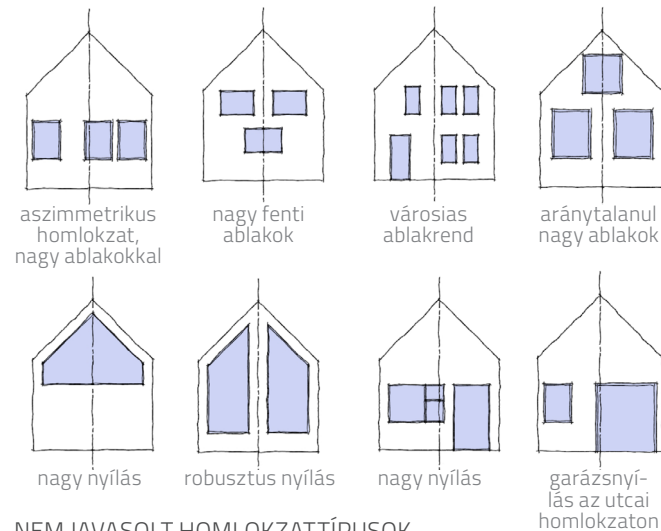 aszimmetrikus
homlokzat,
nagy ablakokkal
nagy fenti
ablakok
városias
ablakrend
aránytalanul
nagy ablakok
nagy nyílás
robusztus nyílás
nagy nyílás
garázsnyí-
lás az utcai
homlokzaton
NEM JAVASOLT HOMLOKZATTÍPUSOK